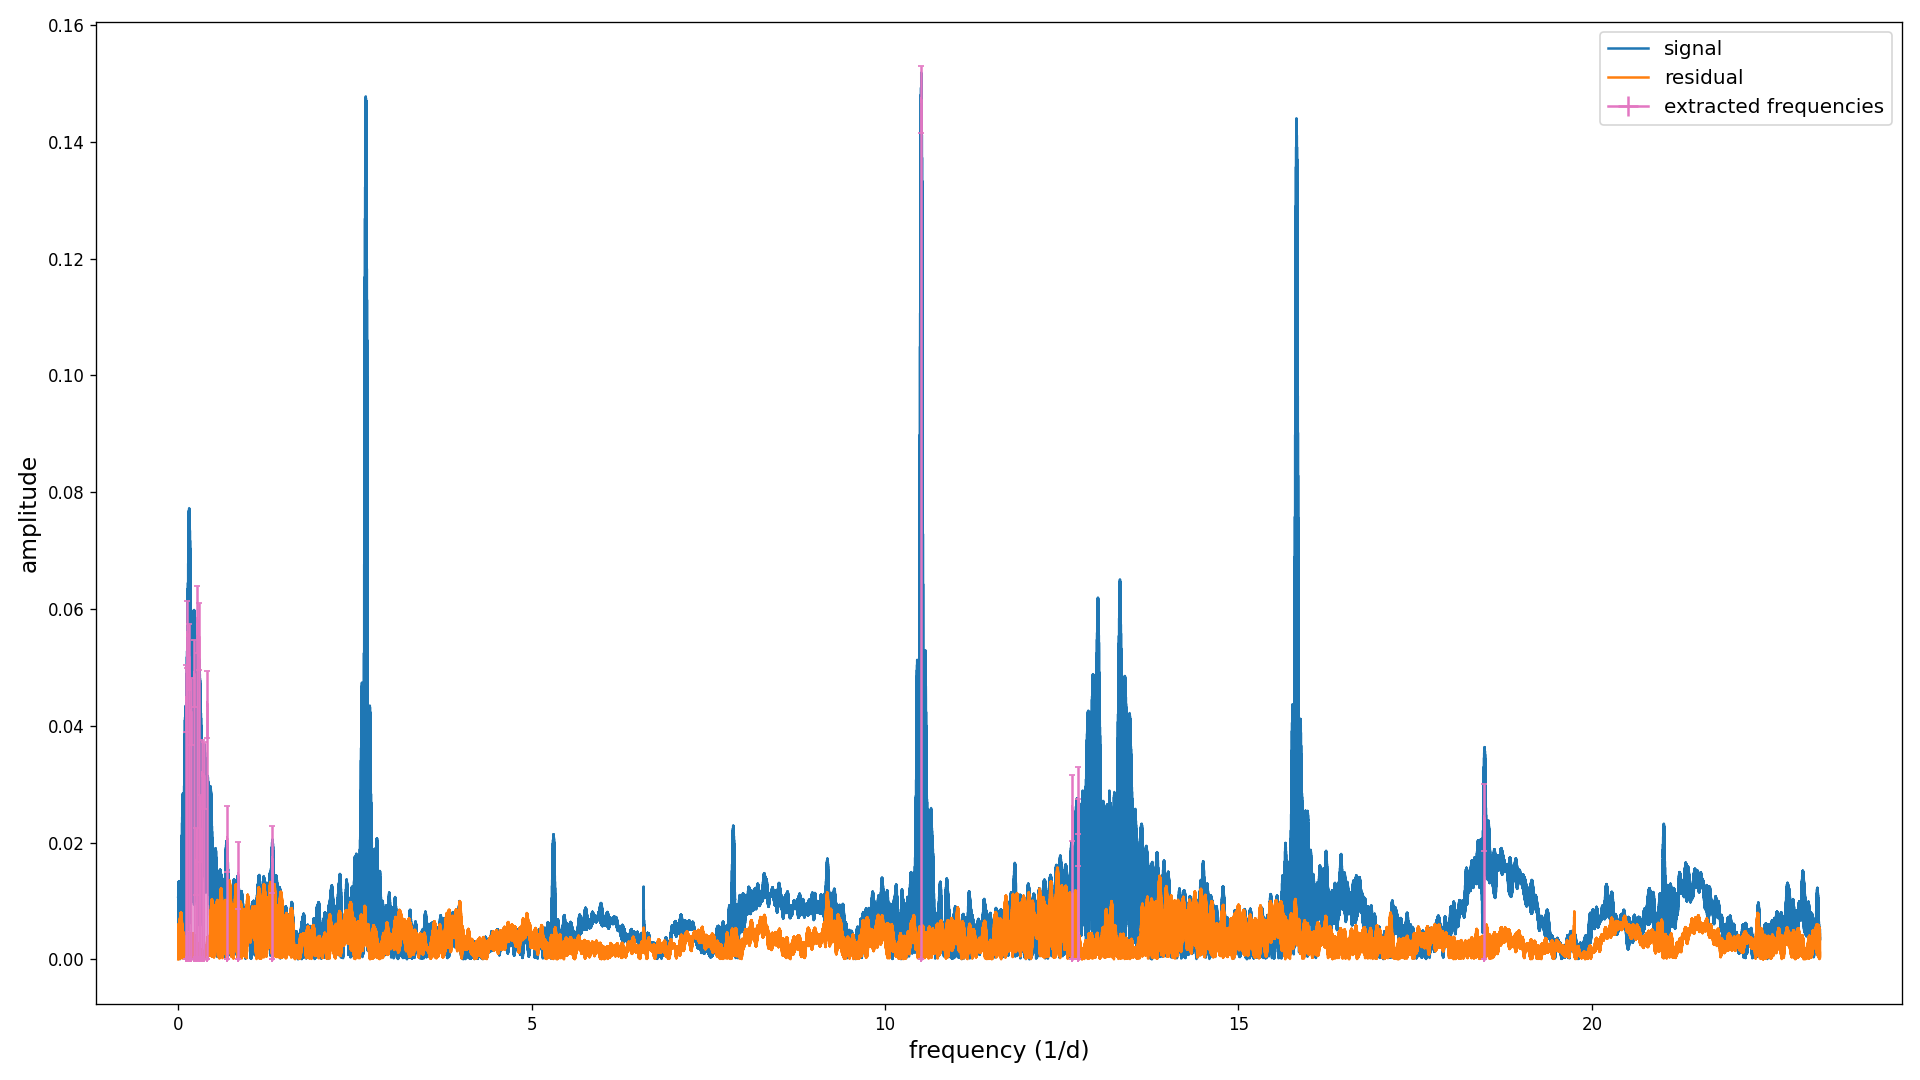 0.16
0.14
0.12
0.10
0.08
0.06
0.04
0.02
0.00
amplitude
signal
residual
extracted frequencies
0 5 10 15 20
frequency (1/d)